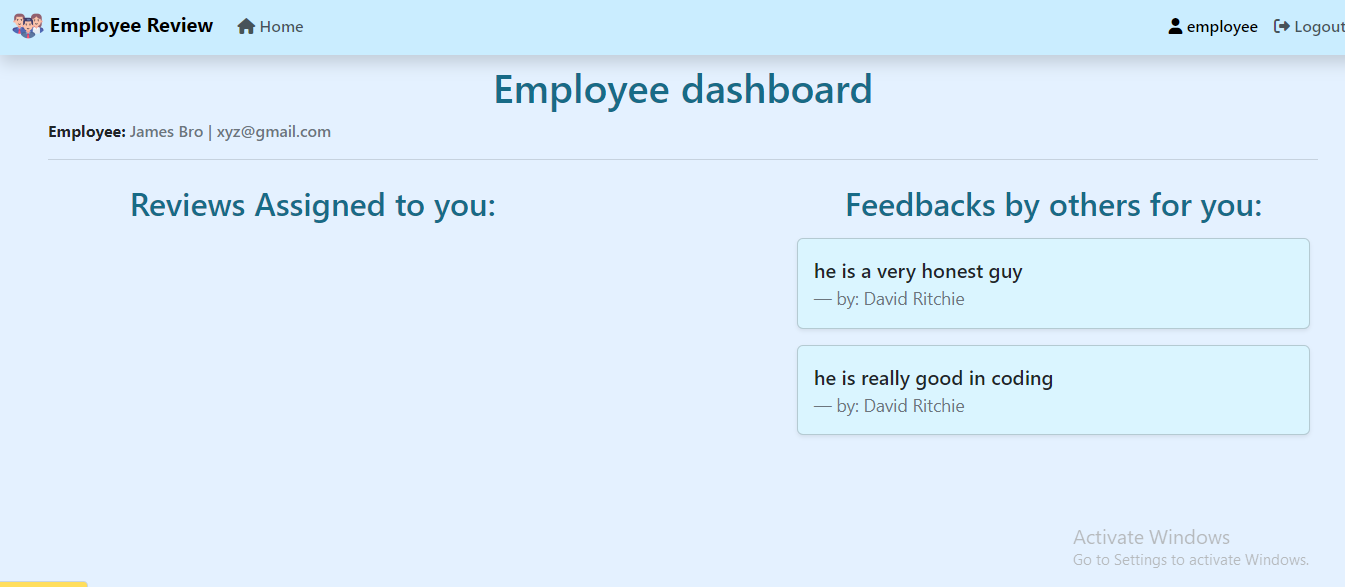 Employee Review Home employee Logout
Employee dashboard
Employee: James Bro | xyz@gmail.com
Reviews Assigned to you:
Feedbacks by others for you:
he is a very honest guy
— by: David Ritchie
he is really good in coding
— by: David Ritchie
Activate Windows
Go to Settings to activate Windows.